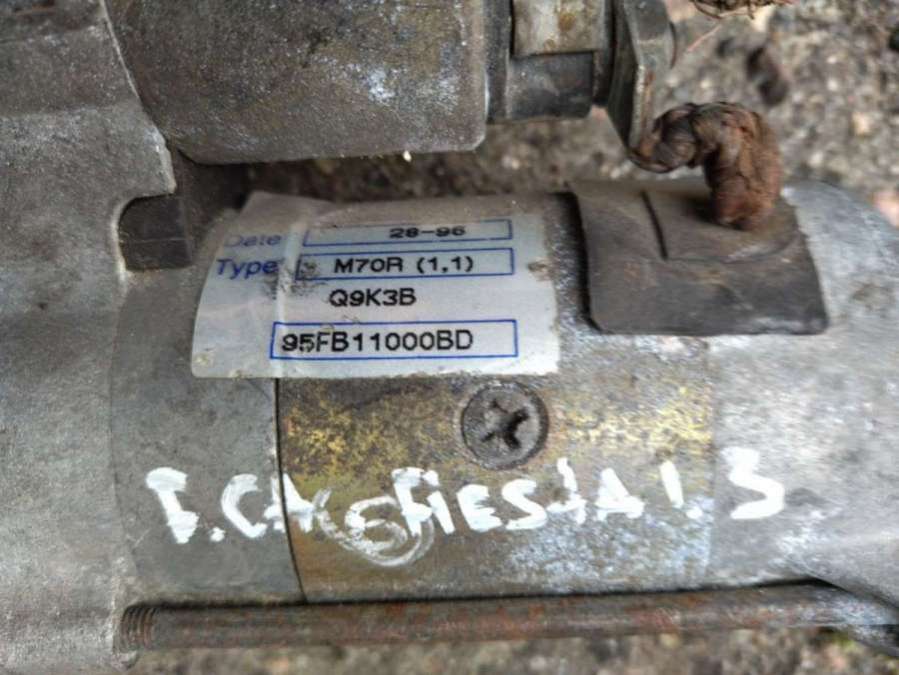 Date 28-96
Type M70R (1,1)
Q9K3B
95FB11000BD
FIESTA 1.3